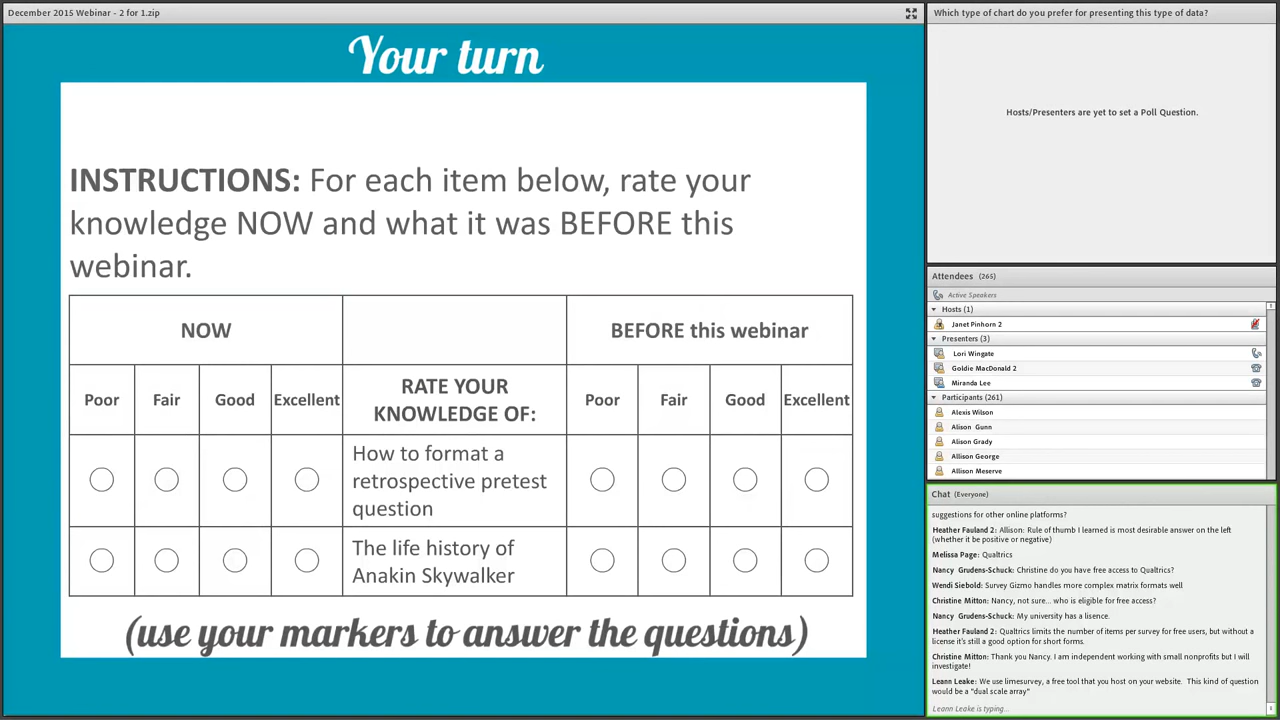 December 2015 Webinar - 2 for 1.zip
Your turn
INSTRUCTIONS: For each item below, rate your
knowledge NOW and what it was BEFORE this
webinar.
NOW
BEFORE this webinar
Poor
Fair
Good
Excellent
RATE YOUR
KNOWLEDGE OF:
Poor
Fair
Good
Excellent
How to format a
retrospective pretest
question
The life history of
Anakin Skywalker
(use your markers to answer the questions)
Which type of chart do you prefer for presenting this type of data?
Hosts/Presenters are yet to set a Poll Question.
Attendees (265)
Active Speakers
Hosts (1)
Janet Pinhorn 2
Presenters (3)
Lori Wingate
Goldie MacDonald 2
Miranda Lee
Participants (261)
Alexis Wilson
Alison Gunn
Alison Grady
Allison George
Allison Meserve
Chat (Everyone)
suggestions for other online platforms?
Heather Fauland 2: Allison: Rule of thumb I learned is most desirable answer on the left
(whether it be positive or negative)
Melissa Page: Qualtrics
Nancy Grudens-Schuck: Christine do you have free access to Qualtrics?
Wendi Siebold: Survey Gizmo handles more complex matrix formats well
Christine Mitton: Nancy, not sure... who is eligible for free access?
Nancy Grudens-Schuck: My university has a lisence.
Heather Fauland 2: Qualtrics limits the number of items per survey for free users, but without a
license it's still a good option for short forms.
Christine Mitton: Thank you Nancy. I am independent working with small nonprofits but I will
investigate!
Leann Leake: We use limesurvey, a free tool that you host on your website. This kind of question
would be a "dual scale array"
Leann Leake is typing...